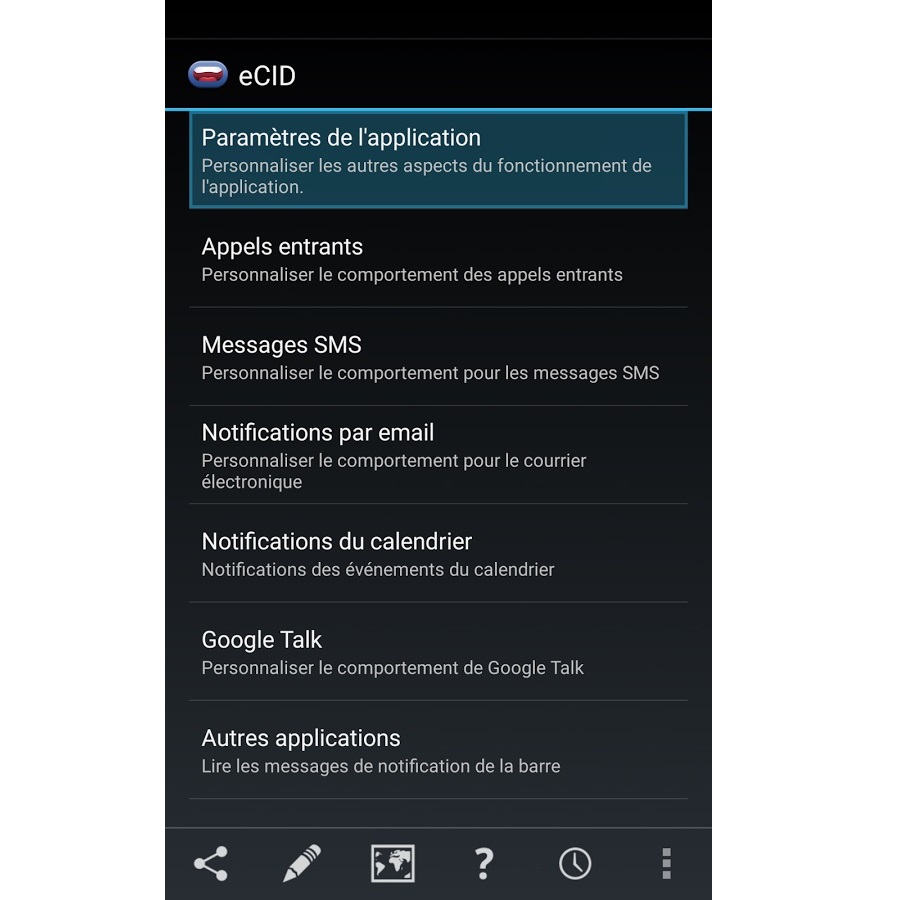 eCID
Paramètres de l'application
Personnaliser les autres aspects du fonctionnement de
l'application.
Appels entrants
Personnaliser le comportement des appels entrants
Messages SMS
Personnaliser le comportement pour les messages SMS
Notifications par email
Personnaliser le comportement pour le courrier
électronique
Notifications du calendrier
Notifications des événements du calendrier
Google Talk
Personnaliser le comportement de Google Talk
Autres applications
Lire les messages de notification de la barre
?